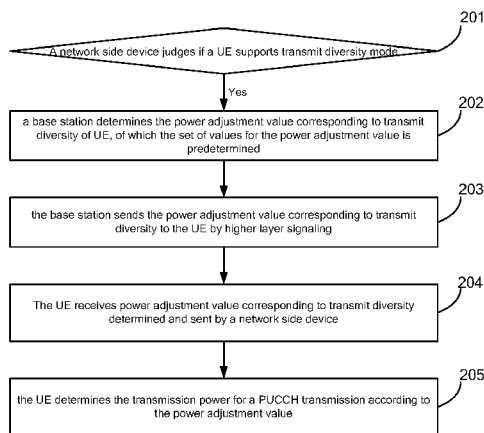 201
A network side device judges if a UE supports transmit diversity mode
Yes
202
a base station determines the power adjustment value corresponding to transmit
diversity of UE, of which the set of values for the power adjustment value is
predetermined
203
the base station sends the power adjustment value corresponding to transmit
diversity to the UE by higher layer signaling
204
The UE receives power adjustment value corresponding to transmit diversity
determined and sent by a network side device
205
the UE determines the transmission power for a PUCCH transmission according to
the power adjustment value